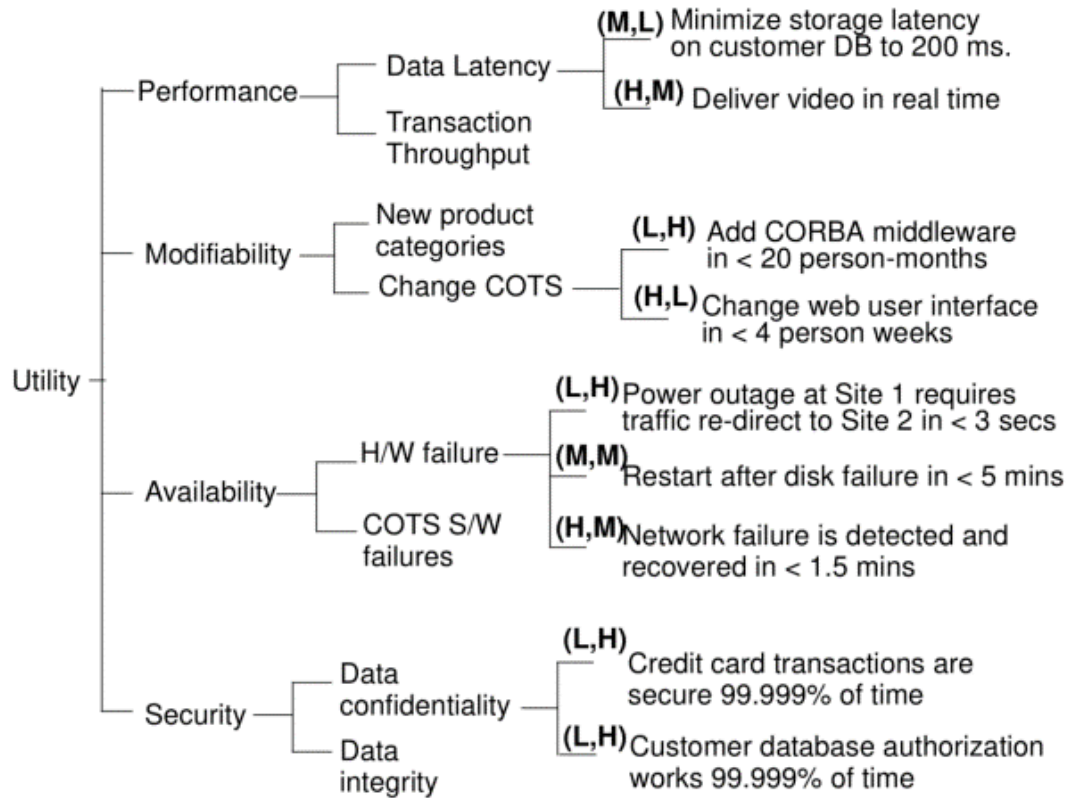 (M,L) Minimize storage latency
on customer DB to 200 ms.
Data Latency
Performance
(H,M) Deliver video in real time
Transaction
Throughput
New product
categories
(L,H) Add CORBA middleware
in < 20 person-months
Modifiability
Change COTS
(H,L) Change web user interface
in < 4 person weeks
Utility
(L,H) Power outage at Site 1 requires
traffic re-direct to Site 2 in < 3 secs
H/W failure
(M,M) Restart after disk failure in < 5 mins
Availability
COTS S/W
failures
(H,M) Network failure is detected and
recovered in < 1.5 mins
(L,H) Credit card transactions are
secure 99.999% of time
Data
confidentiality
Security
(L,H) Customer database authorization
works 99.999% of time
Data
integrity